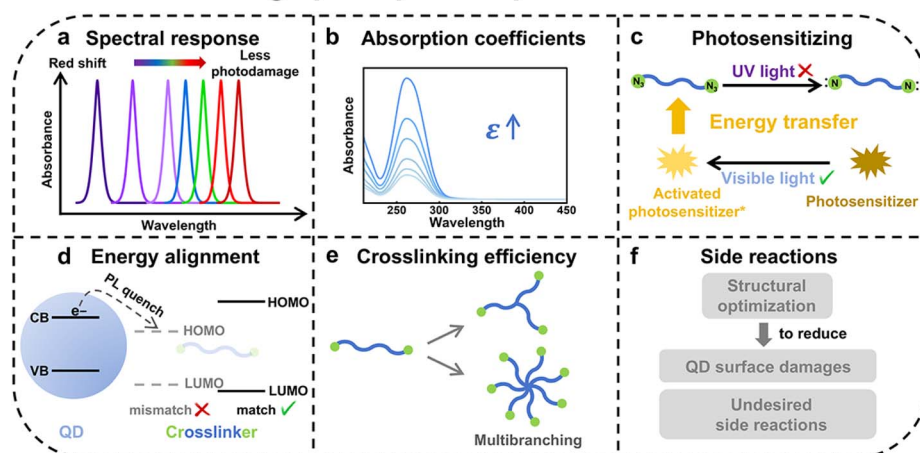 a Spectral response
Red shift
Less
photodamage
Absorbance
Wavelength
b Absorption coefficients
Absorbance
ε↑
250 300 350 400 450
Wavelength
c Photosensitizing
N₃ N₃
UV light
:N N:
Energy transfer
Visible light
Activated
photosensitizer*
Photosensitizer
d Energy alignment
PL quench
e–
CB
VB
HOMO
HOMO
LUMO
LUMO
mismatch match
QD
Crosslinker
e Crosslinking efficiency
Multibranching
f Side reactions
Structural
optimization
to reduce
QD surface damages
Undesired
side reactions